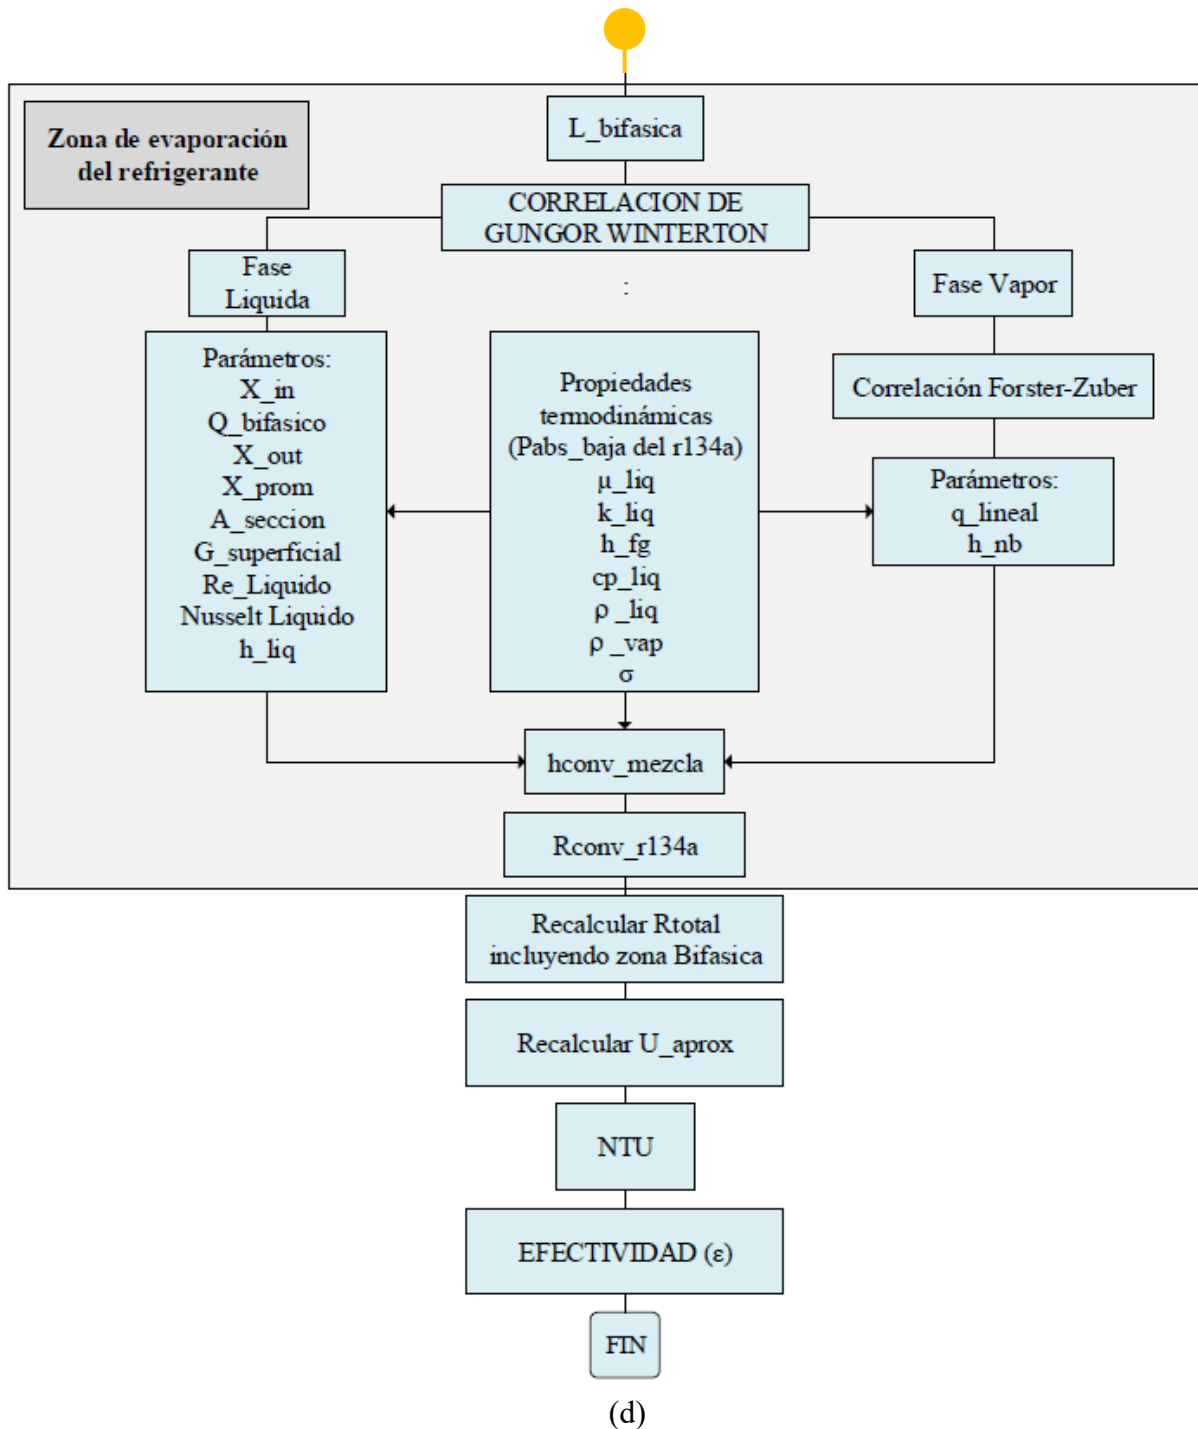 Zona de evaporación
del refrigerante
L_bifasica
CORRELACION DE
GUNGOR WINTERTON
Fase
Liquida
:
Fase Vapor
Parámetros:
X_in
Q_bifasico
X_out
X_prom
A_seccion
G_superficial
Re_Liquido
Nusselt Liquido
h_liq
Propiedades
termodinámicas
(Pabs_baja del r134a)
μ_liq
k_liq
h_fg
cp_liq
ρ _liq
ρ _vap
σ
Correlación Forster-Zuber
Parámetros:
q_lineal
h_nb
hconv_mezcla
Rconv_r134a
Recalcular Rtotal
incluyendo zona Bifasica
Recalcular U_aprox
NTU
EFECTIVIDAD (ε)
FIN
(d)